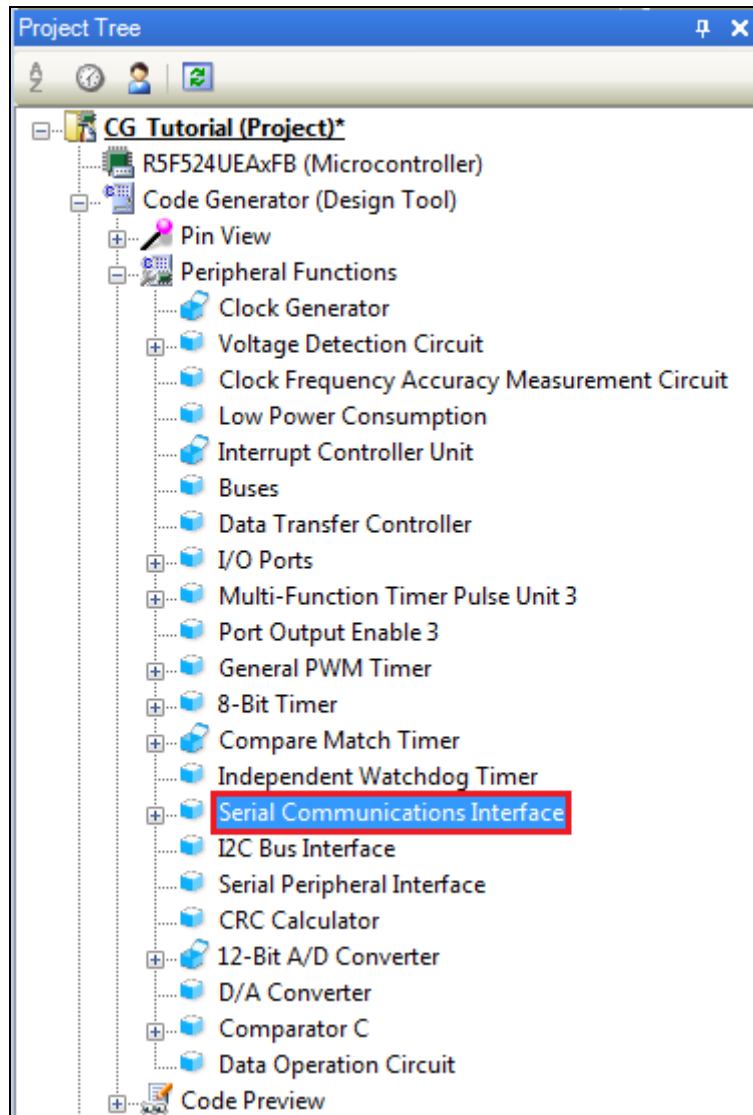 Project Tree
CG_Tutorial (Project)*
R5F524UEAxFB (Microcontroller)
Code Generator (Design Tool)
Pin View
Peripheral Functions
Clock Generator
Voltage Detection Circuit
Clock Frequency Accuracy Measurement Circuit
Low Power Consumption
Interrupt Controller Unit
Buses
Data Transfer Controller
I/O Ports
Multi-Function Timer Pulse Unit 3
Port Output Enable 3
General PWM Timer
8-Bit Timer
Compare Match Timer
Independent Watchdog Timer
Serial Communications Interface
I2C Bus Interface
Serial Peripheral Interface
CRC Calculator
12-Bit A/D Converter
D/A Converter
Comparator C
Data Operation Circuit
Code Preview